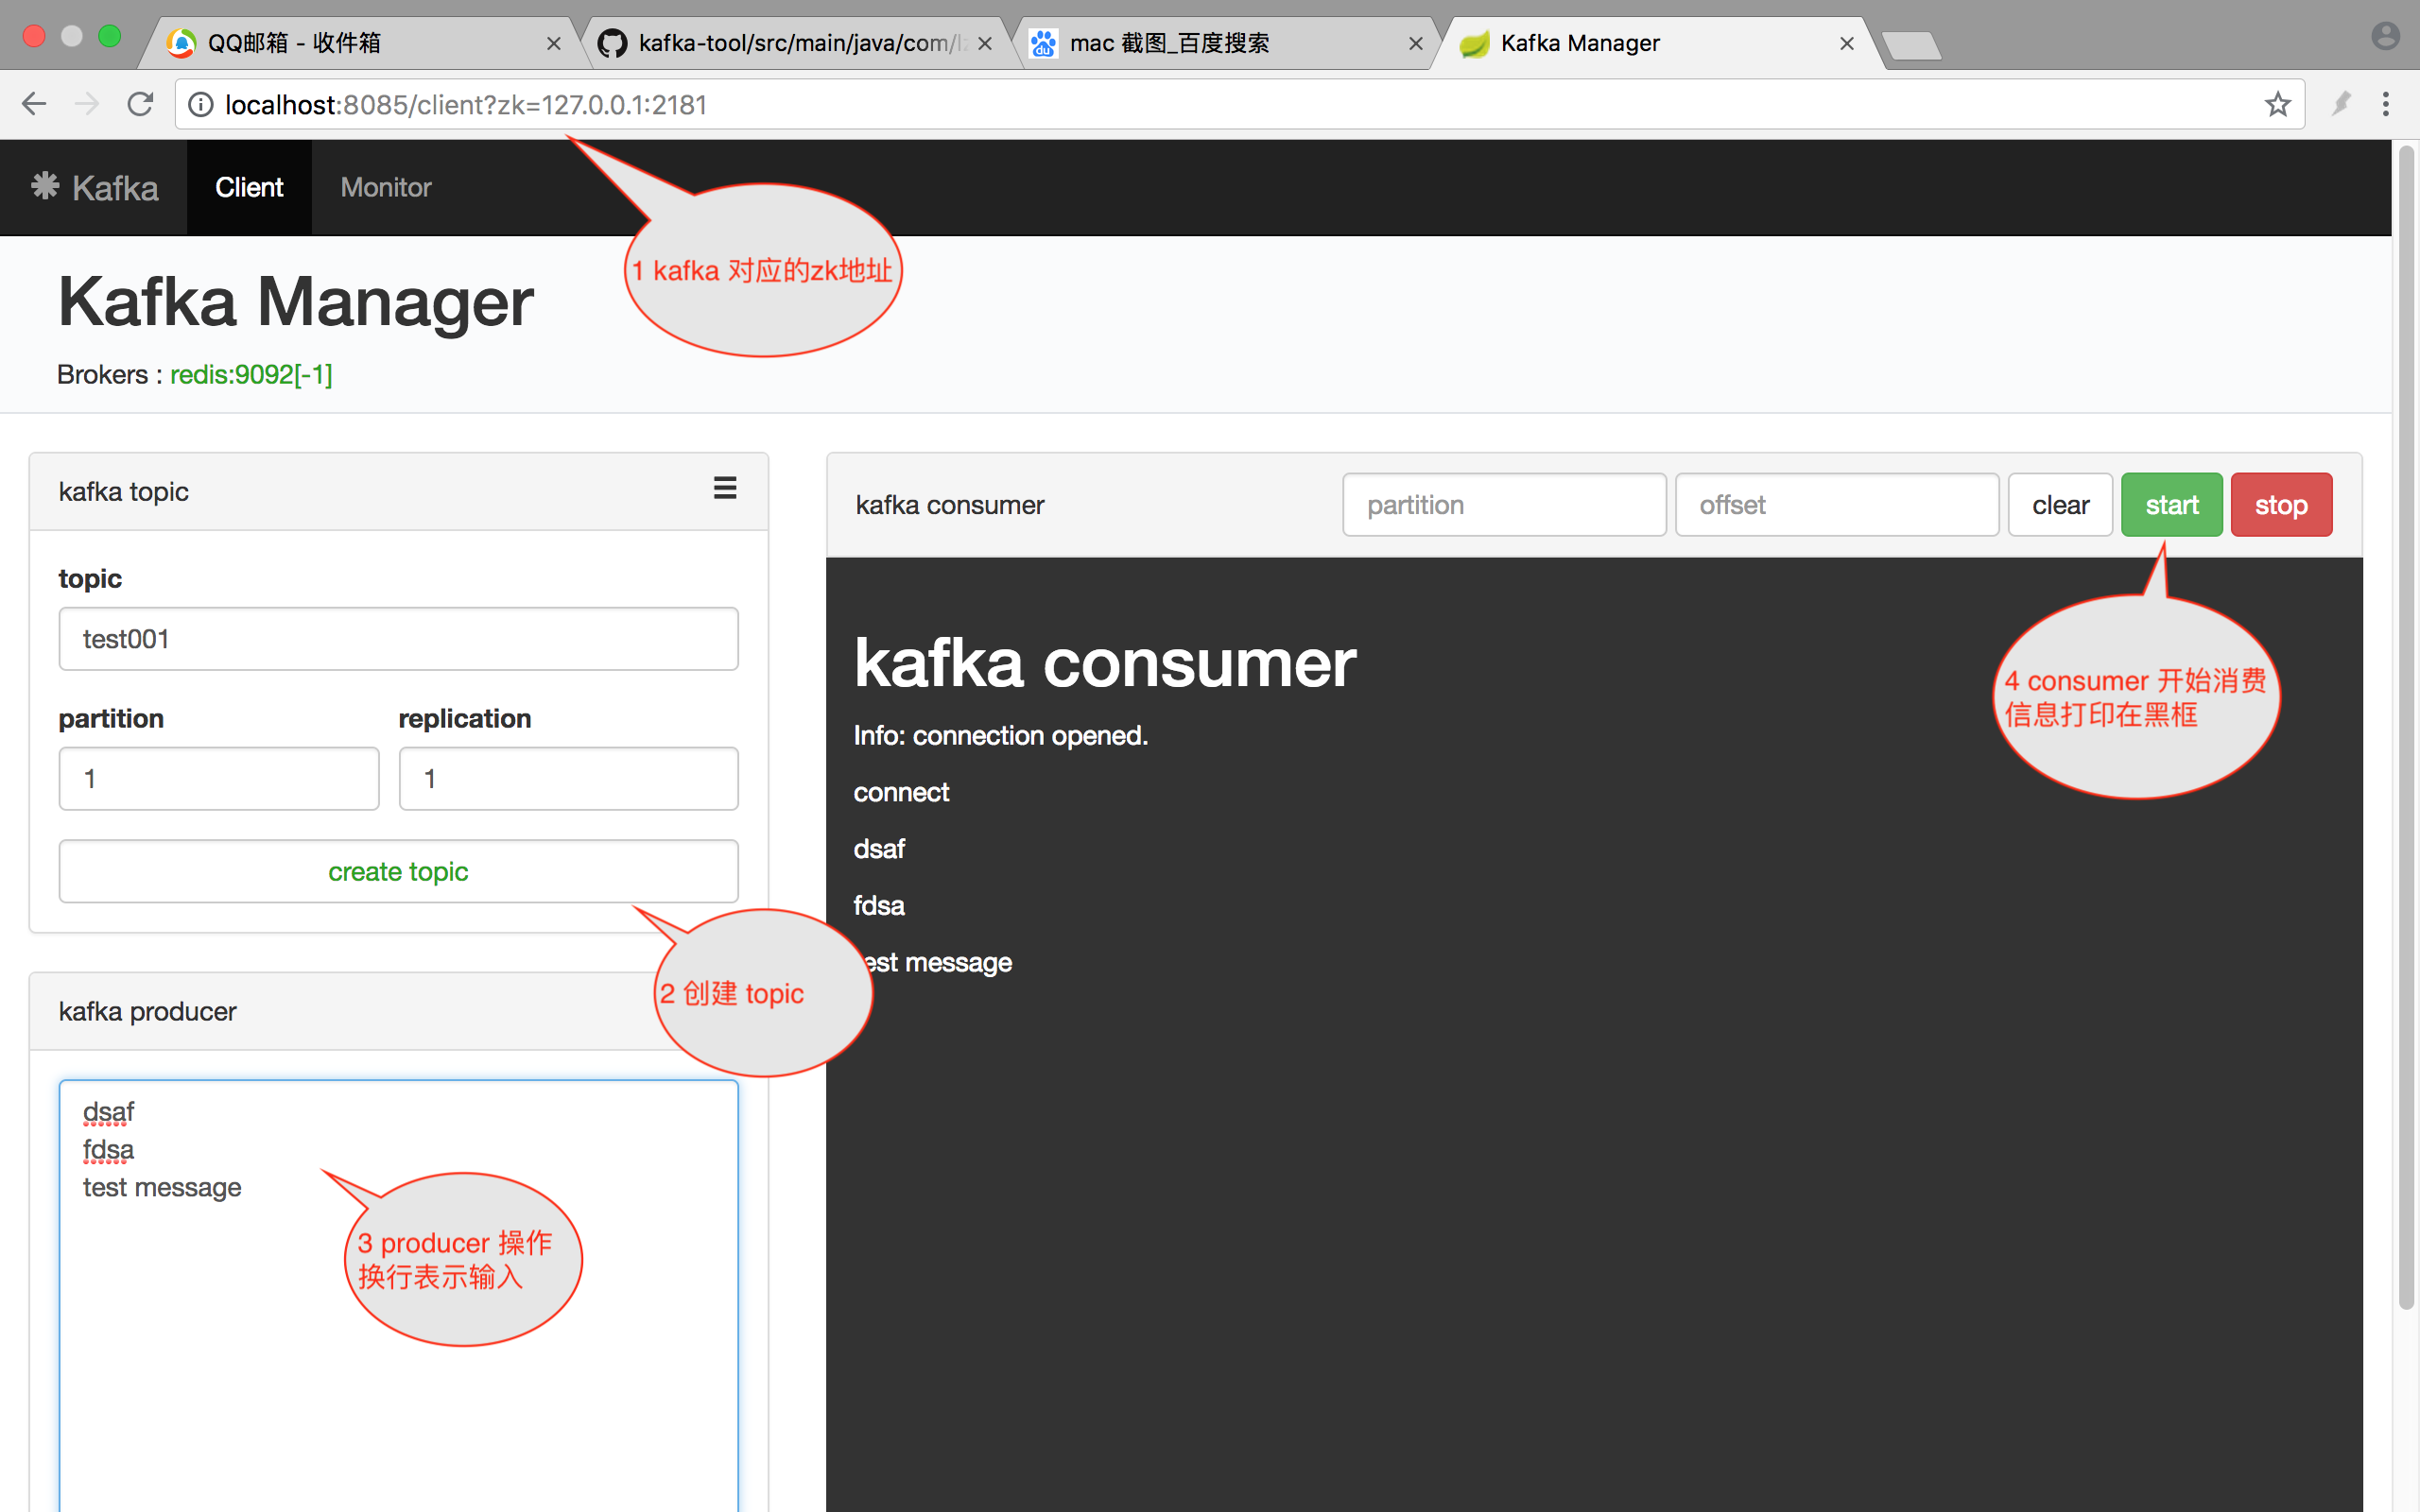 QQ邮箱 - 收件箱
kafka-tool/src/main/java/com/l
mac 截图_百度搜索
Kafka Manager
localhost:8085/client?zk=127.0.0.1:2181
Kafka
Client
Monitor
1 kafka 对应的zk地址
Kafka Manager
Brokers : redis:9092[-1]
kafka topic
topic
test001
partition
replication
1
1
create topic
2 创建 topic
kafka producer
dsaf
fdsa
test message
3 producer 操作
换行表示输入
kafka consumer
partition
offset
clear
start
stop
4 consumer 开始消费
信息打印在黑框
kafka consumer
Info: connection opened.
connect
dsaf
fdsa
est message